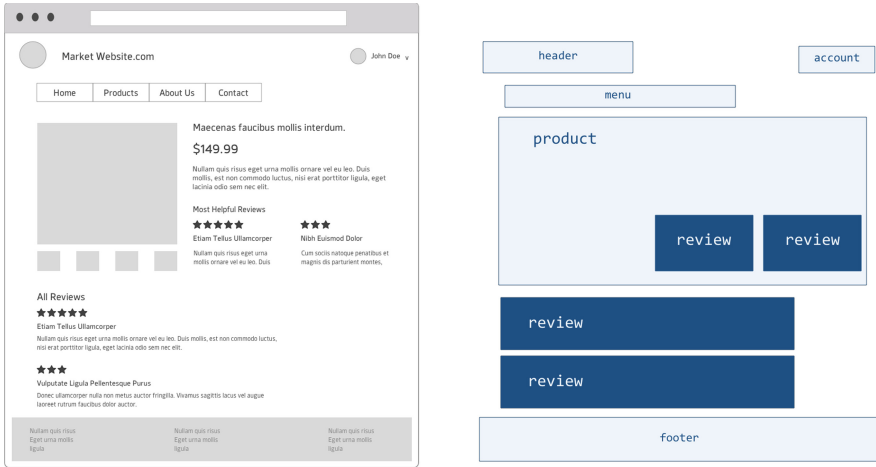 Market Website.com
John Doe v
Home
Products
About Us
Contact
Maecenas faucibus mollis interdum.
$149.99
Nullam quis risus eget urna mollis ornare vel eu leo. Duis
mollis, est non commodo luctus, nisi erat porttitor ligula, eget
lacinia odio sem nec elit.
Most Helpful Reviews
Etiam Tellus Ullamcorper
Nullam quis risus eget urna
mollis ornare vel eu leo. Duis
Nibh Euismod Dolor
Cum sociis natoque penatibus et
magnis dis parturient montes,
All Reviews
Etiam Tellus Ullamcorper
Nullam quis risus eget urna mollis ornare vel eu leo. Duis mollis, est non commodo luctus,
nisi erat porttitor ligula, eget lacinia odio sem nec elit.
Vulputate Ligula Pellentesque Purus
Donec ullamcorper nulla non metus auctor fringilla. Vivamus sagittis lacus vel augue
laoreet rutrum faucibus dolor auctor.
Nullam quis risus
Eget urna mollis
ligula
Nullam quis risus
Eget urna mollis
ligula
Nullam quis risus
Eget urna mollis
ligula
header
account
menu
product
review
review
review
review
footer